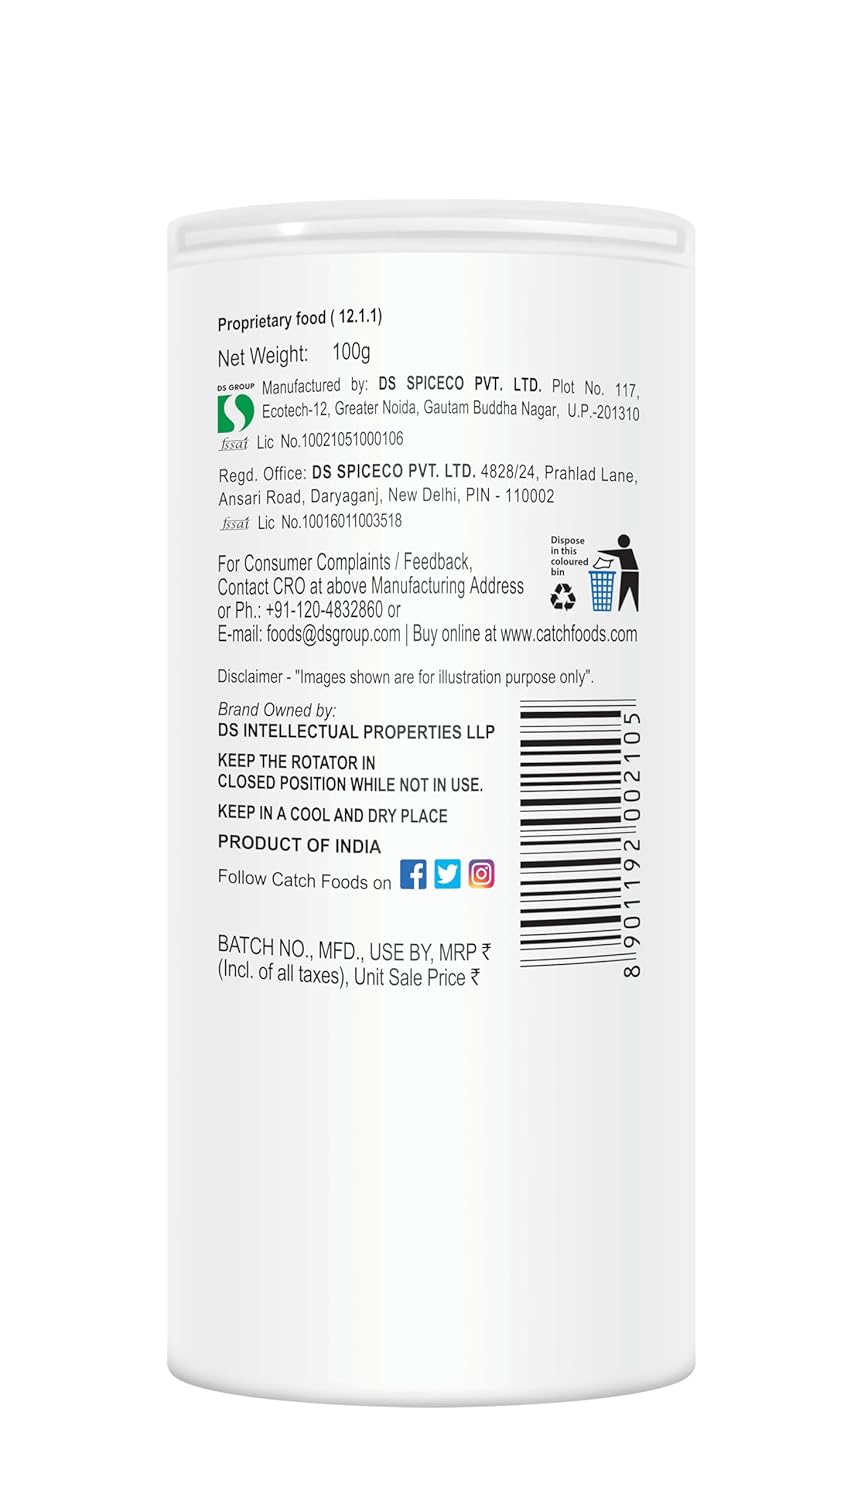 Proprietary food ( 12.1.1)
Net Weight: 100g
DS GROUP
Manufactured by: DS SPICECO PVT. LTD. Plot No. 117,
Ecotech-12, Greater Noida, Gautam Buddha Nagar, U.P.-201310
fssai Lic No.10021051000106
Regd. Office: DS SPICECO PVT. LTD. 4828/24, Prahlad Lane,
Ansari Road, Daryaganj, New Delhi, PIN - 110002
fssai Lic No.10016011003518
For Consumer Complaints / Feedback,
Contact CRO at above Manufacturing Address
or Ph.: +91-120-4832860 or
E-mail: foods@dsgroup.com | Buy online at www.catchfoods.com
Dispose
in this
coloured
bin
Disclaimer - "Images shown are for illustration purpose only".
Brand Owned by:
DS INTELLECTUAL PROPERTIES LLP
KEEP THE ROTATOR IN
CLOSED POSITION WHILE NOT IN USE.
KEEP IN A COOL AND DRY PLACE
PRODUCT OF INDIA
Follow Catch Foods on
BATCH NO., MFD., USE BY, MRP ₹
(Incl. of all taxes), Unit Sale Price ₹
8 901192 002105